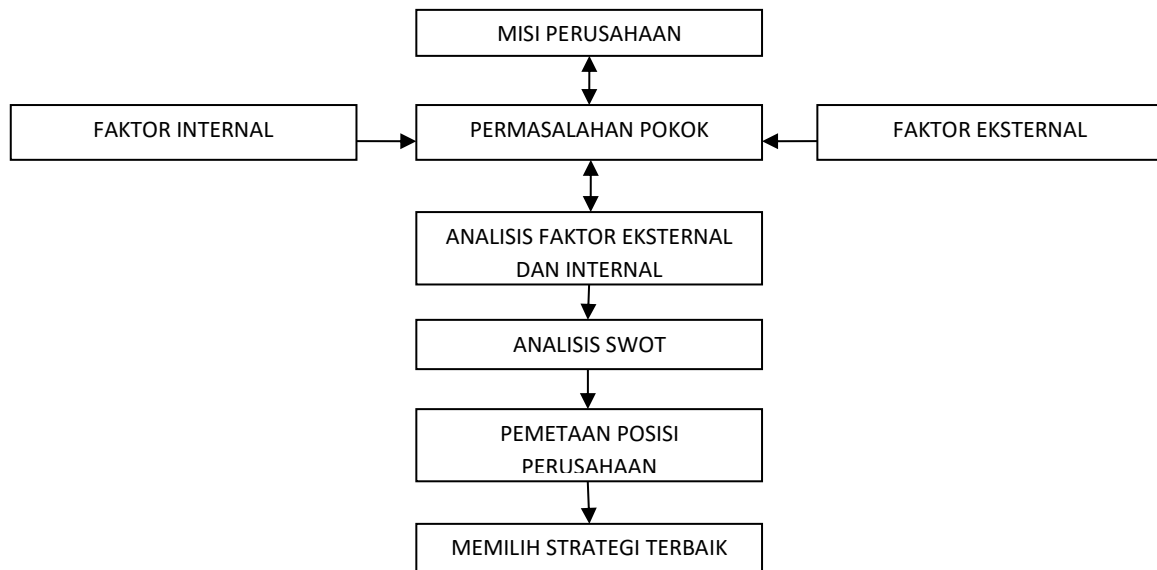 MISI PERUSAHAAN
FAKTOR INTERNAL
PERMASALAHAN POKOK
FAKTOR EKSTERNAL
ANALISIS FAKTOR EKSTERNAL
DAN INTERNAL
ANALISIS SWOT
PEMETAAN POSISI
PERUSAHAAN
MEMILIH STRATEGI TERBAIK